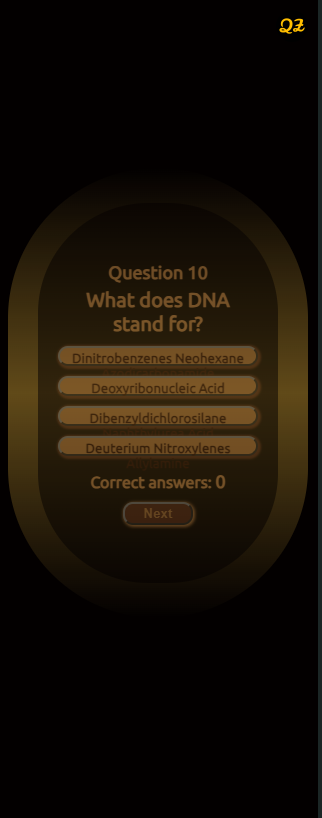 QZ
Question 10
What does DNA
stand for?
Dinitrobenzenes Neohexane
Deoxyribonucleic Acid
Dibenzyldichlorosilane
Deuterium Nitroxylenes
Correct answers: 0
Next